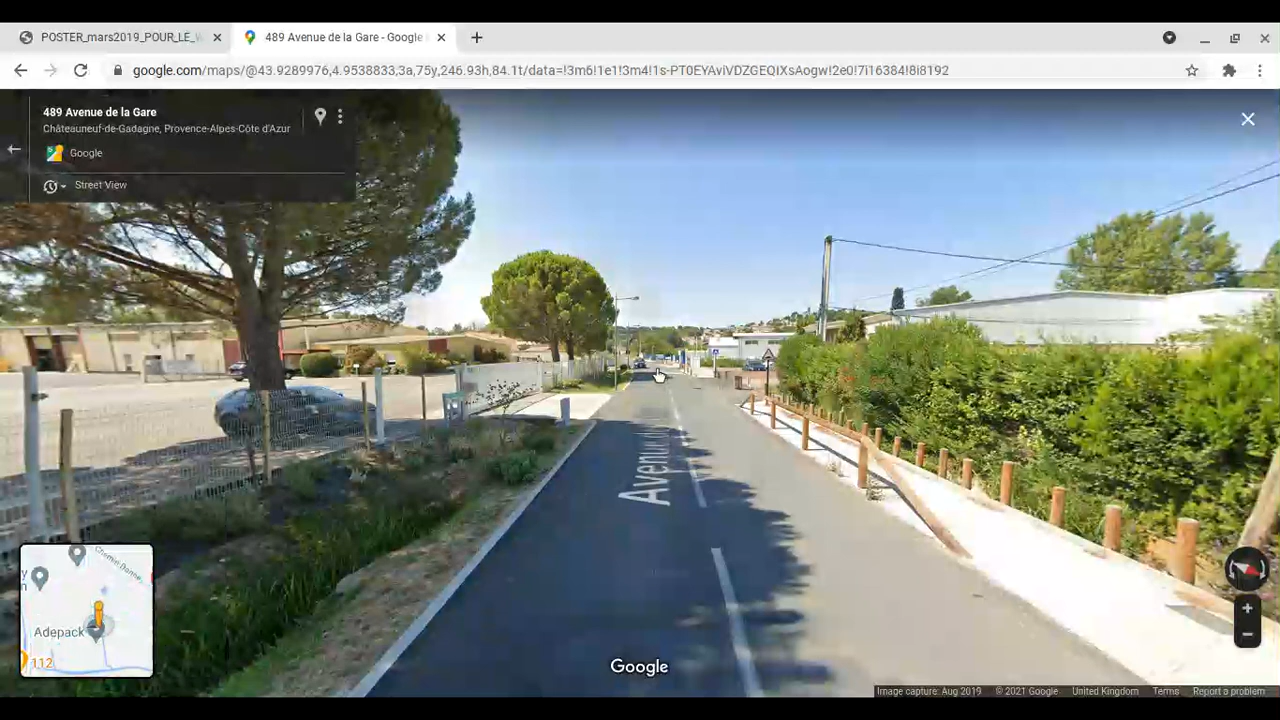 POSTER_mars2019_POUR_LE_
489 Avenue de la Gare - Google
google.com/maps/@43.9289976,4.9538833,3a,75y,246.93h,84.1t/data=!3m6!1e1!3m4!1s-PT0EYAviVDZGEQIXsAogw!2e0!7i16384!8i8192
489 Avenue de la Gare
Châteauneuf-de-Gadagne, Provence-Alpes-Côte d'Azur
Google
Street View
Chemin Donné
Adepack
112
Google
Image capture: Aug 2019 © 2021 Google United Kingdom Terms Report a problem